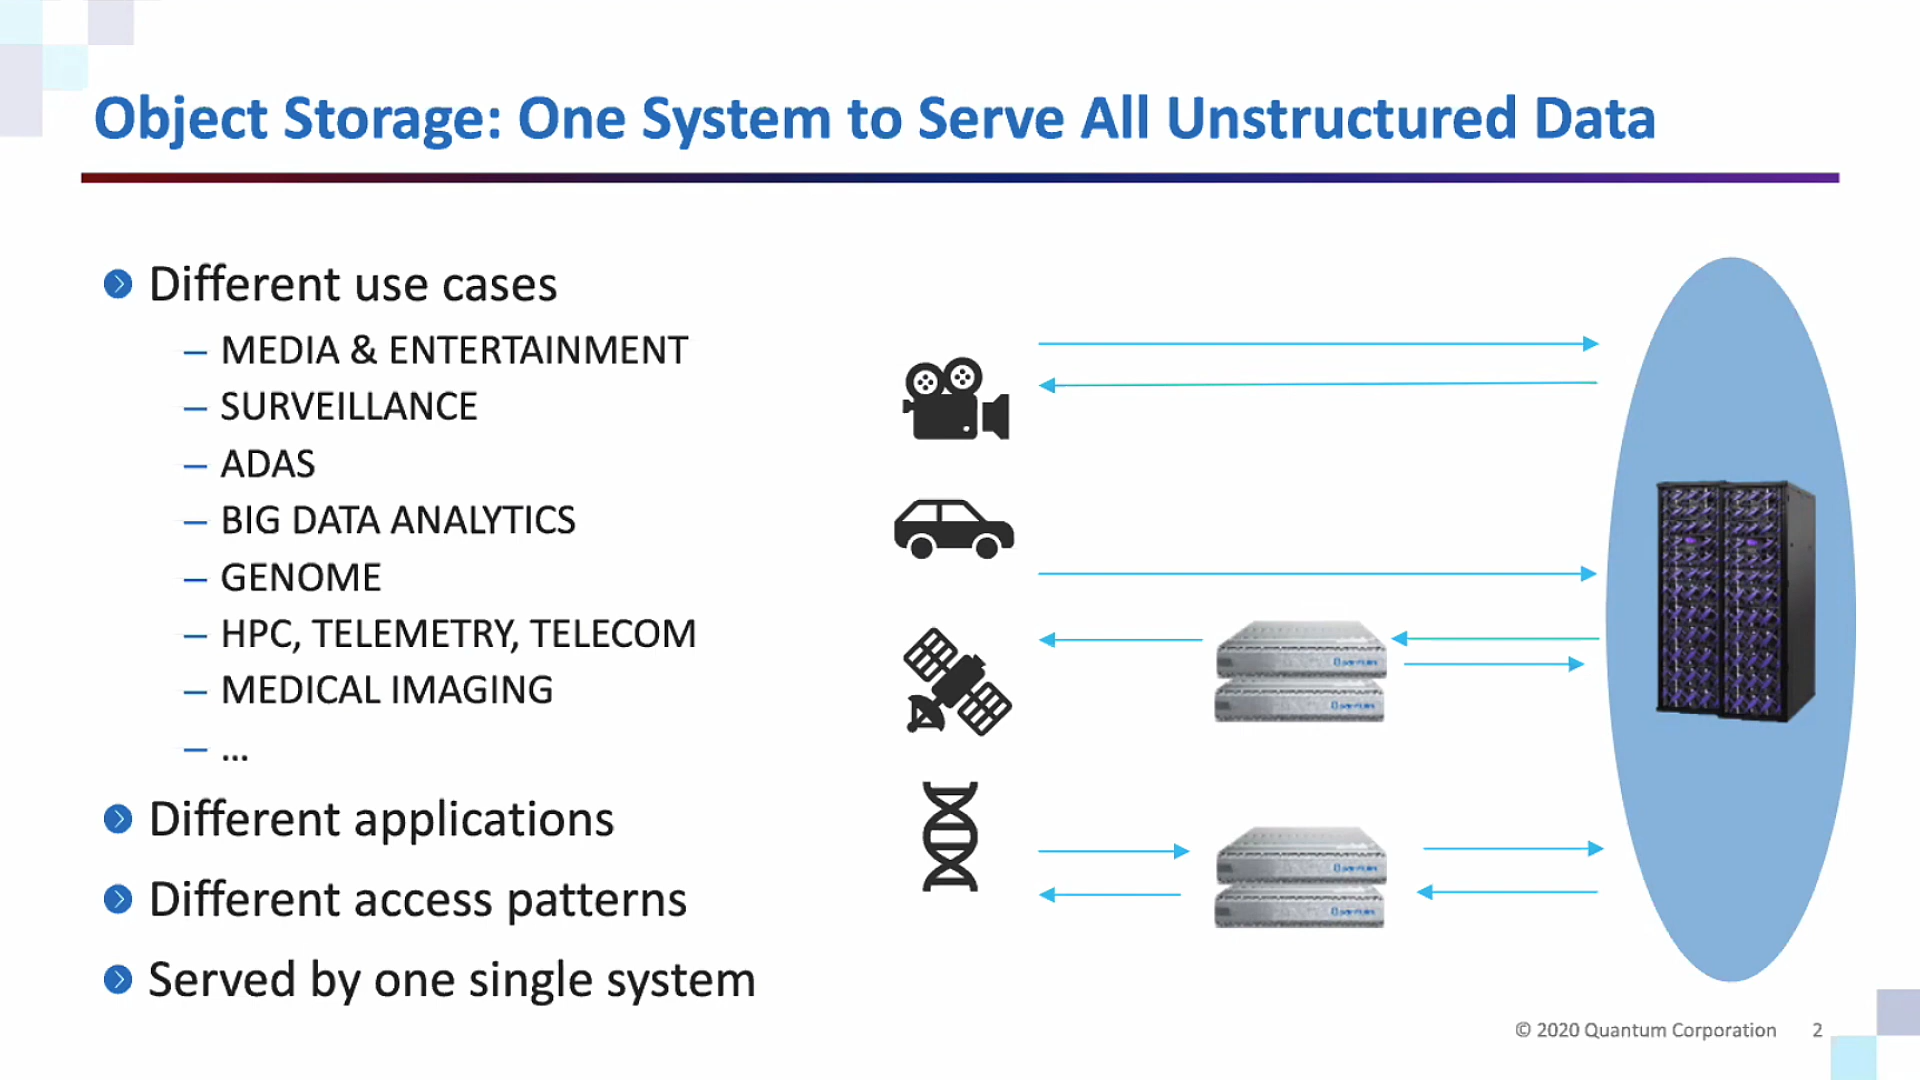 Object Storage: One System to Serve All Unstructured Data
Different use cases
– MEDIA & ENTERTAINMENT
– SURVEILLANCE
– ADAS
– BIG DATA ANALYTICS
– GENOME
– HPC, TELEMETRY, TELECOM
– MEDICAL IMAGING
– ...
Different applications
Different access patterns
Served by one single system
© 2020 Quantum Corporation 2